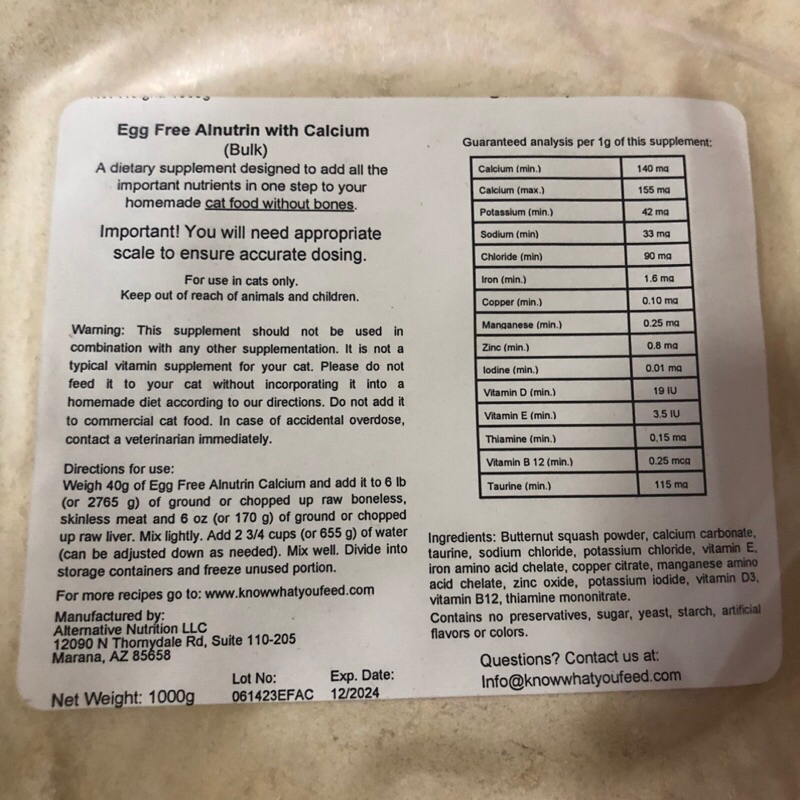 Egg Free Alnutrin with Calcium
(Bulk)
A dietary supplement designed to add all the
important nutrients in one step to your
homemade cat food without bones.
Important! You will need appropriate
scale to ensure accurate dosing.
For use in cats only.
Keep out of reach of animals and children.
Warning: This supplement should not be used in
combination with any other supplementation. It is not a
typical vitamin supplement for your cat. Please do not
feed it to your cat without incorporating it into a
homemade diet according to our directions. Do not add it
to commercial cat food. In case of accidental overdose,
contact a veterinarian immediately.
Directions for use:
Weigh 40g of Egg Free Alnutrin Calcium and add it to 6 lb
(or 2765 g) of ground or chopped up raw boneless,
skinless meat and 6 oz (or 170 g) of ground or chopped
up raw liver. Mix lightly. Add 2 3/4 cups (or 655 g) of water
(can be adjusted down as needed). Mix well. Divide into
storage containers and freeze unused portion.
For more recipes go to: www.knowwhatyoufeed.com
Manufactured by:
Alternative Nutrition LLC
12090 N Thornydale Rd, Suite 110-205
Marana, AZ 85658
Net Weight: 1000g
Lot No:
061423EFAC
Exp. Date:
12/2024
Guaranteed analysis per 1g of this supplement:
Calcium (min.) 140 mg
Calcium (max.) 155 mg
Potassium (min.) 42 mg
Sodium (min) 33 mg
Chloride (min) 90 mg
Iron (min.) 1.6 mg
Copper (min.) 0.10 mg
Manganese (min.) 0.25 mg
Zinc (min.) 0.8 mg
Iodine (min.) 0.01 mg
Vitamin D (min.) 19 IU
Vitamin E (min.) 3.5 IU
Thiamine (min.) 0.15 mg
Vitamin B 12 (min.) 0.25 mcg
Taurine (min.) 115 mg
Ingredients: Butternut squash powder, calcium carbonate,
taurine, sodium chloride, potassium chloride, vitamin E,
iron amino acid chelate, copper citrate, manganese amino
acid chelate, zinc oxide, potassium iodide, vitamin D3,
vitamin B12, thiamine mononitrate.
Contains no preservatives, sugar, yeast, starch, artificial
flavors or colors.
Questions? Contact us at:
Info@knowwhatyoufeed.com